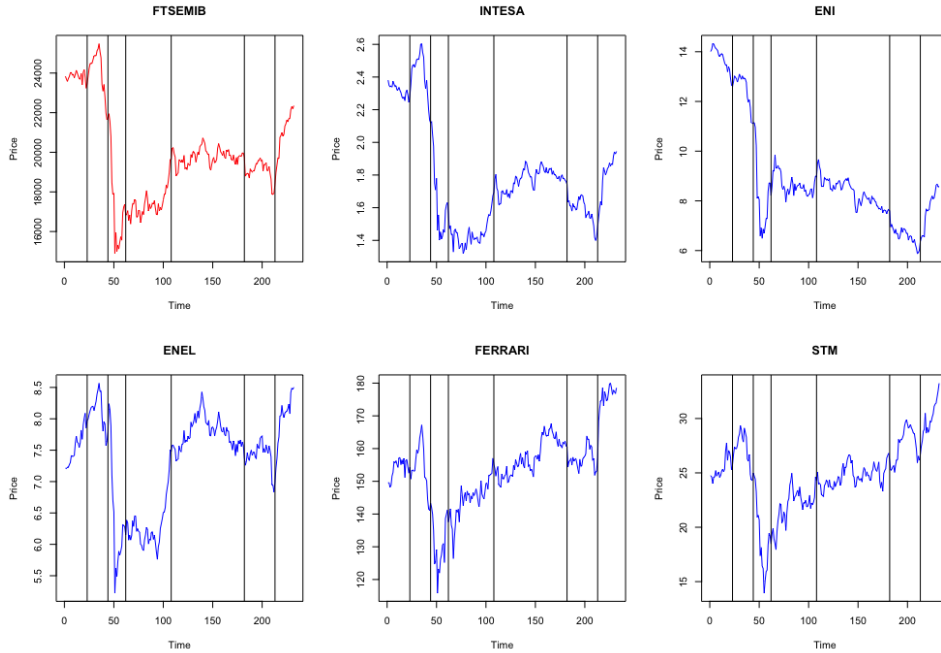 FTSEMIB
Price
16000 18000 20000 22000 24000
0 50 100 150 200
Time
INTESA
Price
1.4 1.6 1.8 2.0 2.2 2.4 2.6
0 50 100 150 200
Time
ENI
Price
6 8 10 12 14
0 50 100 150 200
Time
ENEL
Price
5.5 6.0 6.5 7.0 7.5 8.0 8.5
0 50 100 150 200
Time
FERRARI
Price
120 130 140 150 160 170 180
0 50 100 150 200
Time
STM
Price
15 20 25 30
0 50 100 150 200
Time